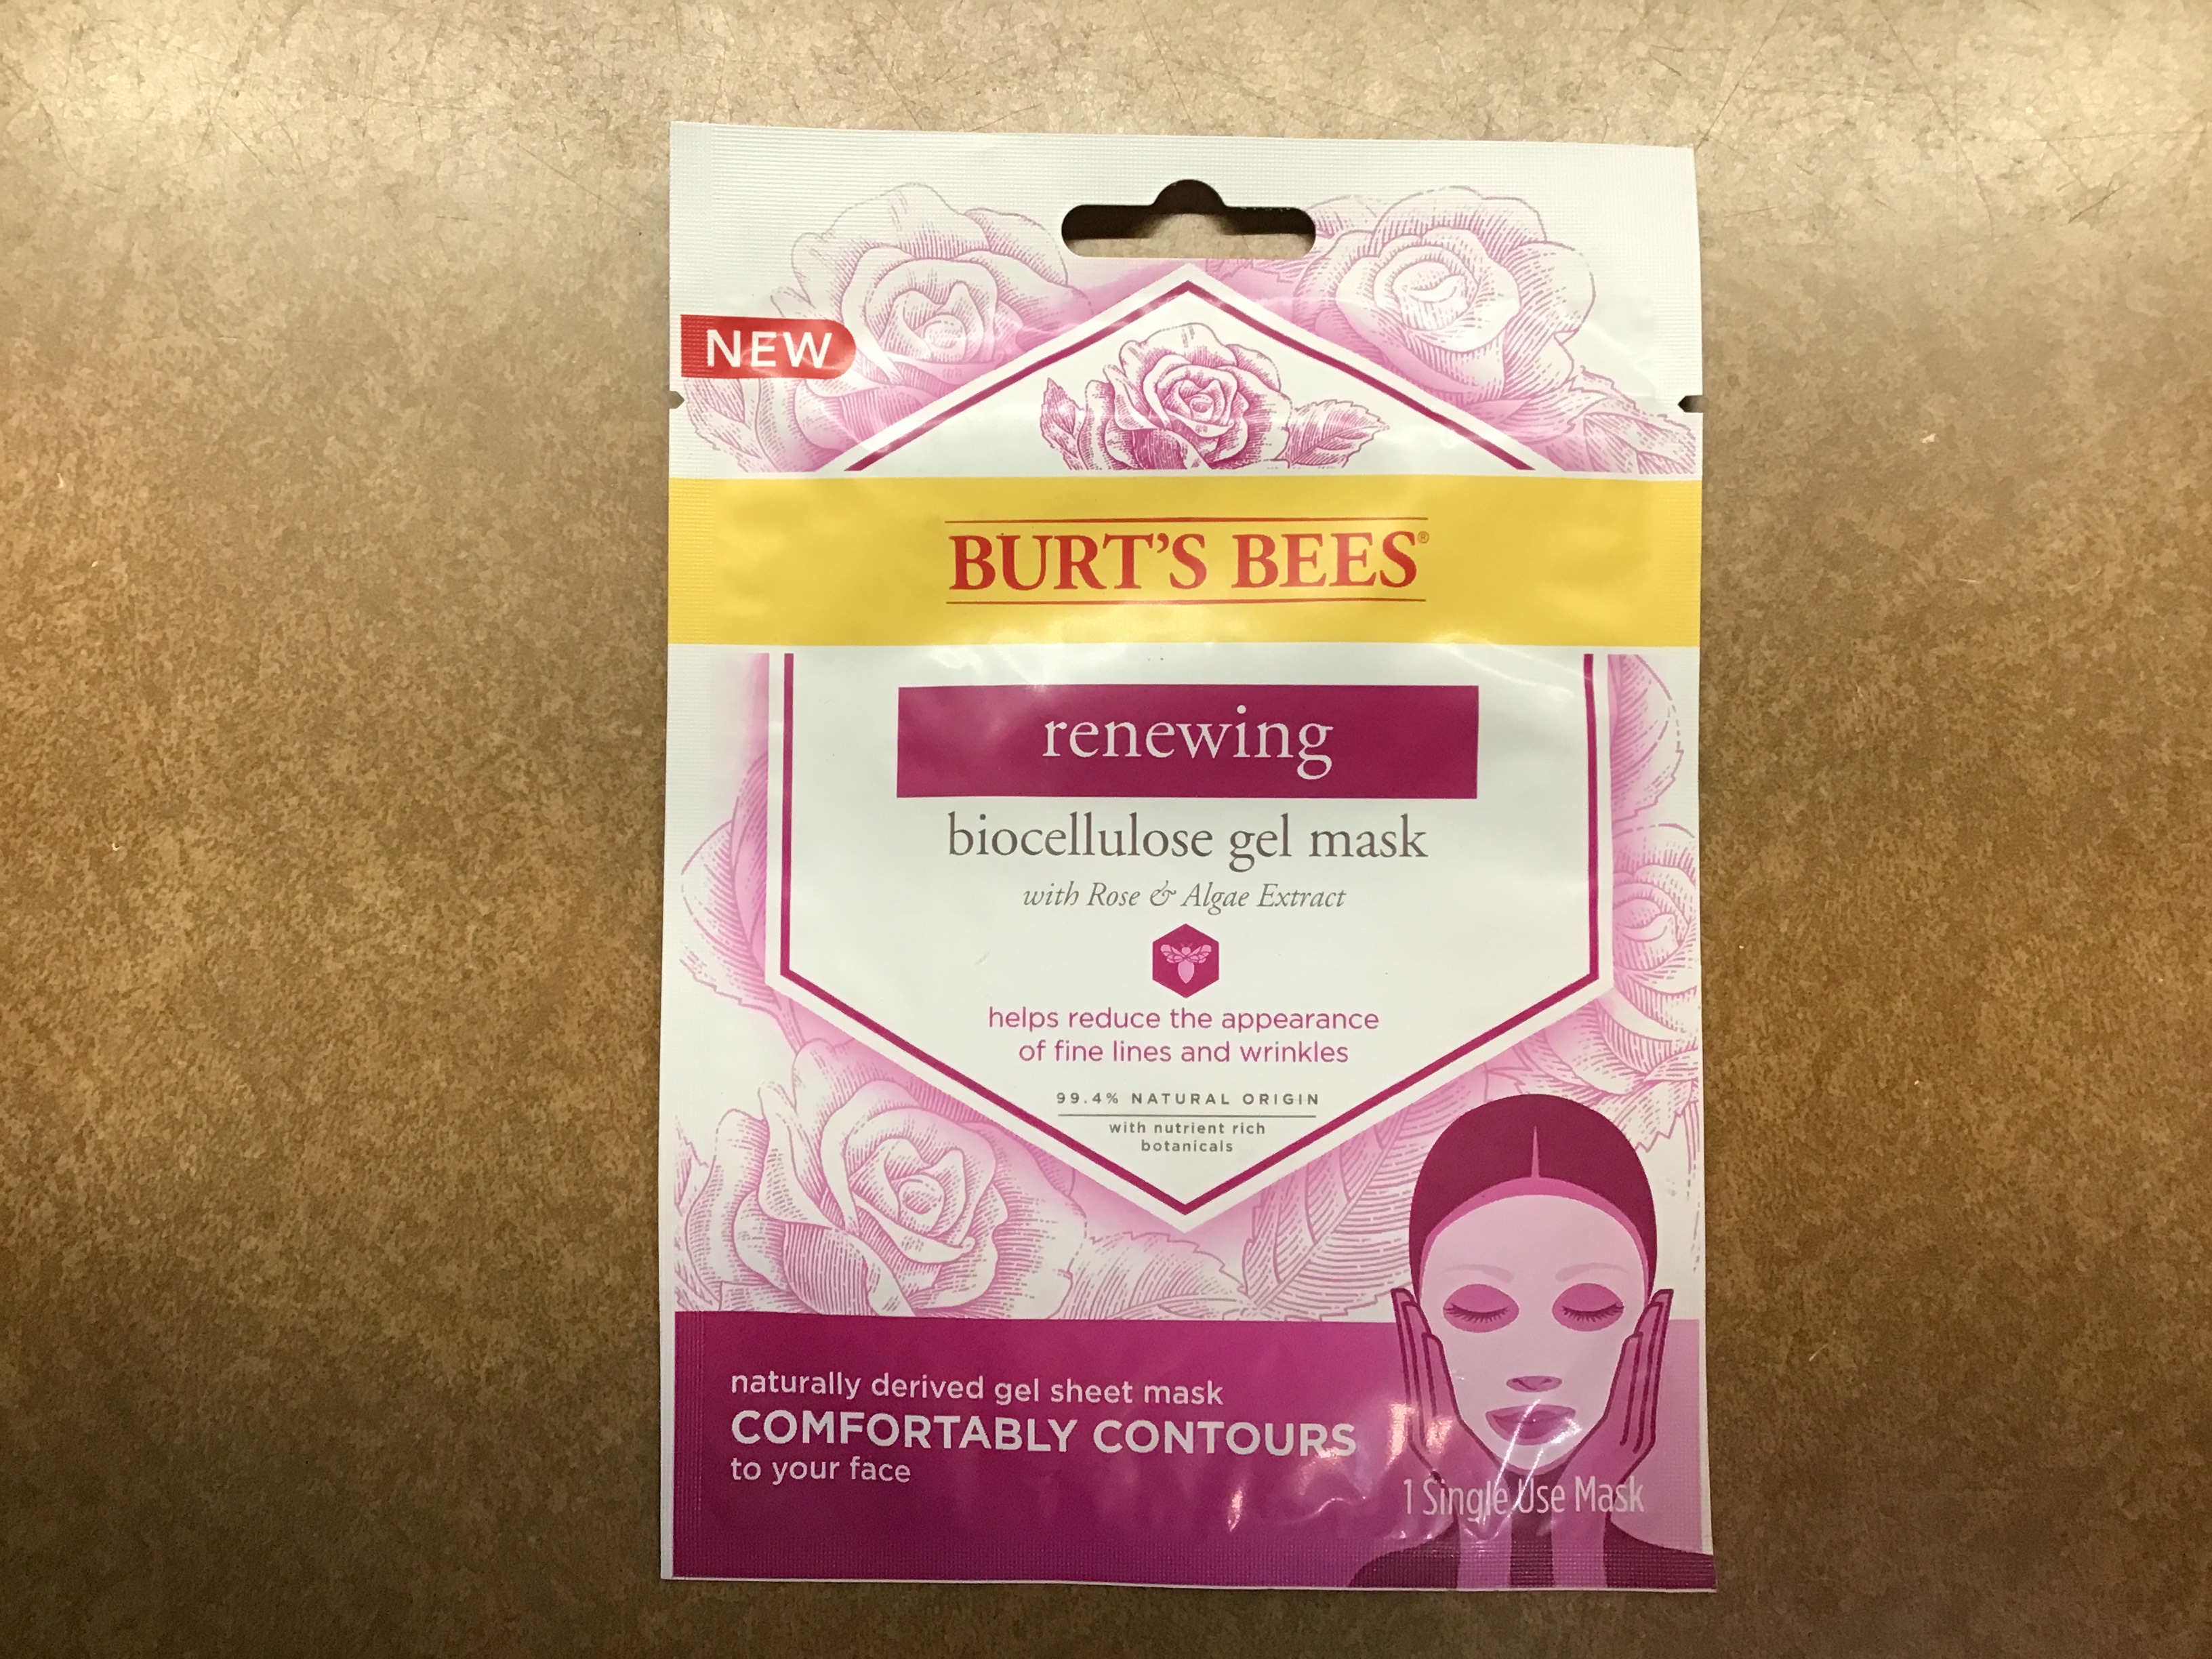 NEW
BURT'S BEES®
renewing
biocellulose gel mask
with Rose & Algae Extract
helps reduce the appearance
of fine lines and wrinkles
99.4% NATURAL ORIGIN
with nutrient rich
botanicals
naturally derived gel sheet mask
COMFORTABLY CONTOURS
to your face
1 Single Use Mask